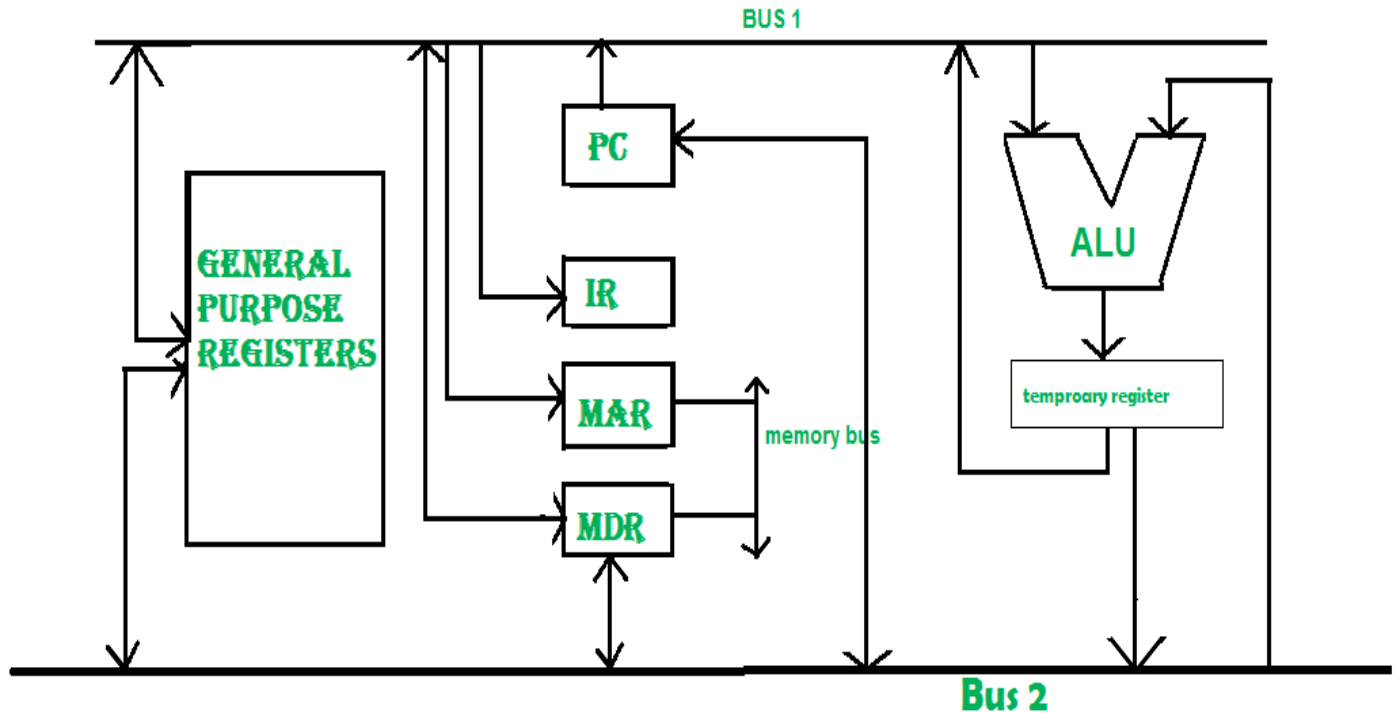 BUS 1
PC
GENERAL
PURPOSE
REGISTERS
IR
ALU
MAR
temproary register
memory bus
MDR
Bus 2